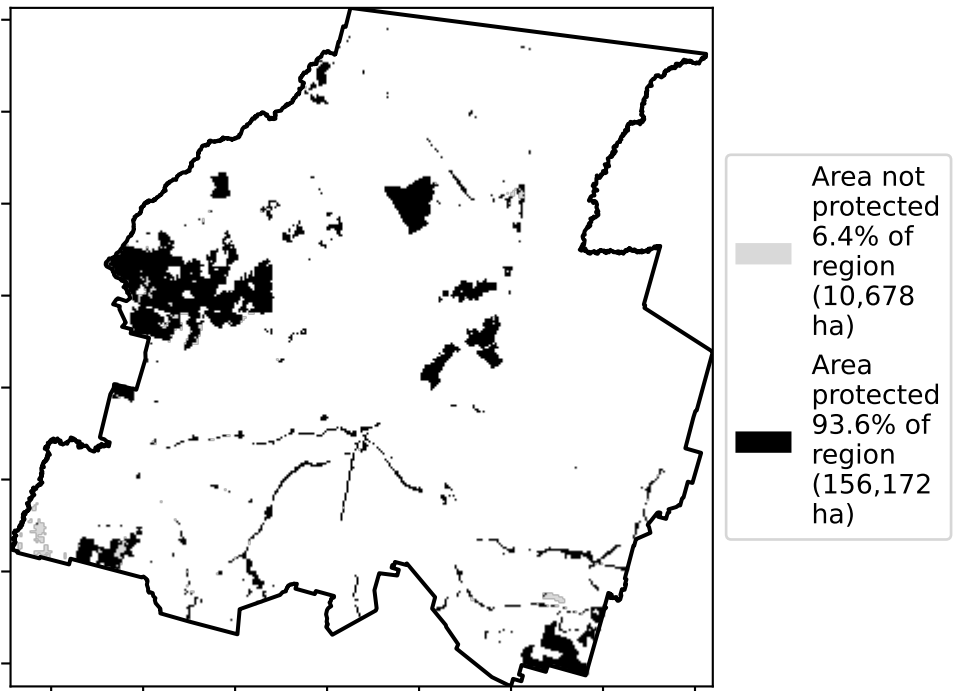 Area not
protected
6.4% of
region
(10,678
ha)
Area
protected
93.6% of
region
(156,172
ha)